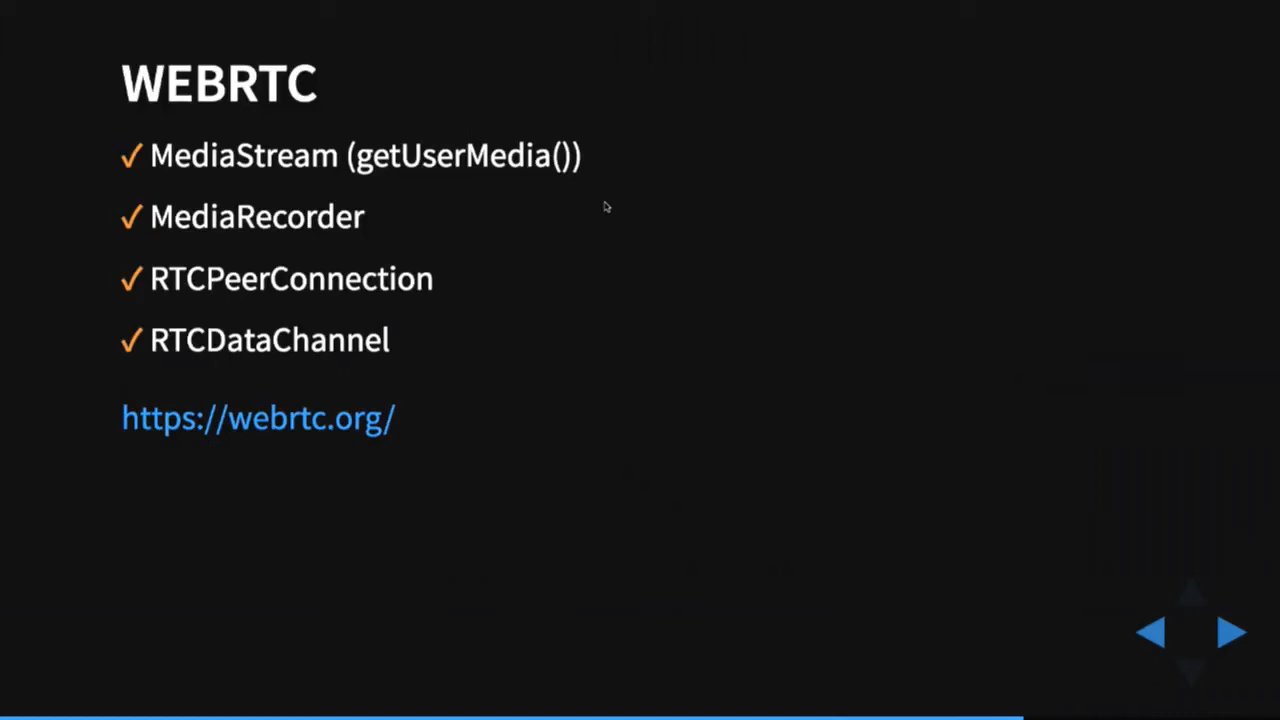 WEBRTC
✓ MediaStream (getUserMedia())
✓ MediaRecorder
✓ RTCPeerConnection
✓ RTCDataChannel
https://webrtc.org/